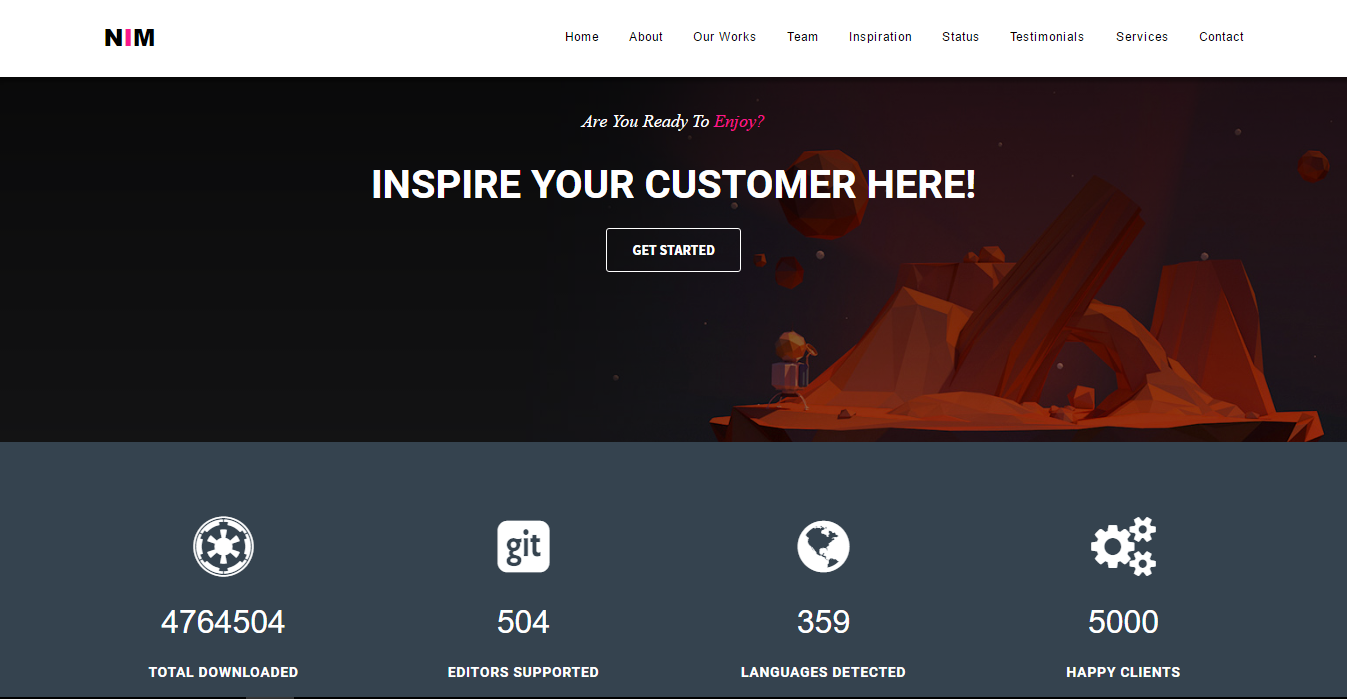 NIM
Home About Our Works Team Inspiration Status Testimonials Services Contact
Are You Ready To Enjoy?
INSPIRE YOUR CUSTOMER HERE!
GET STARTED
git
4764504 504 359 5000
TOTAL DOWNLOADED EDITORS SUPPORTED LANGUAGES DETECTED HAPPY CLIENTS